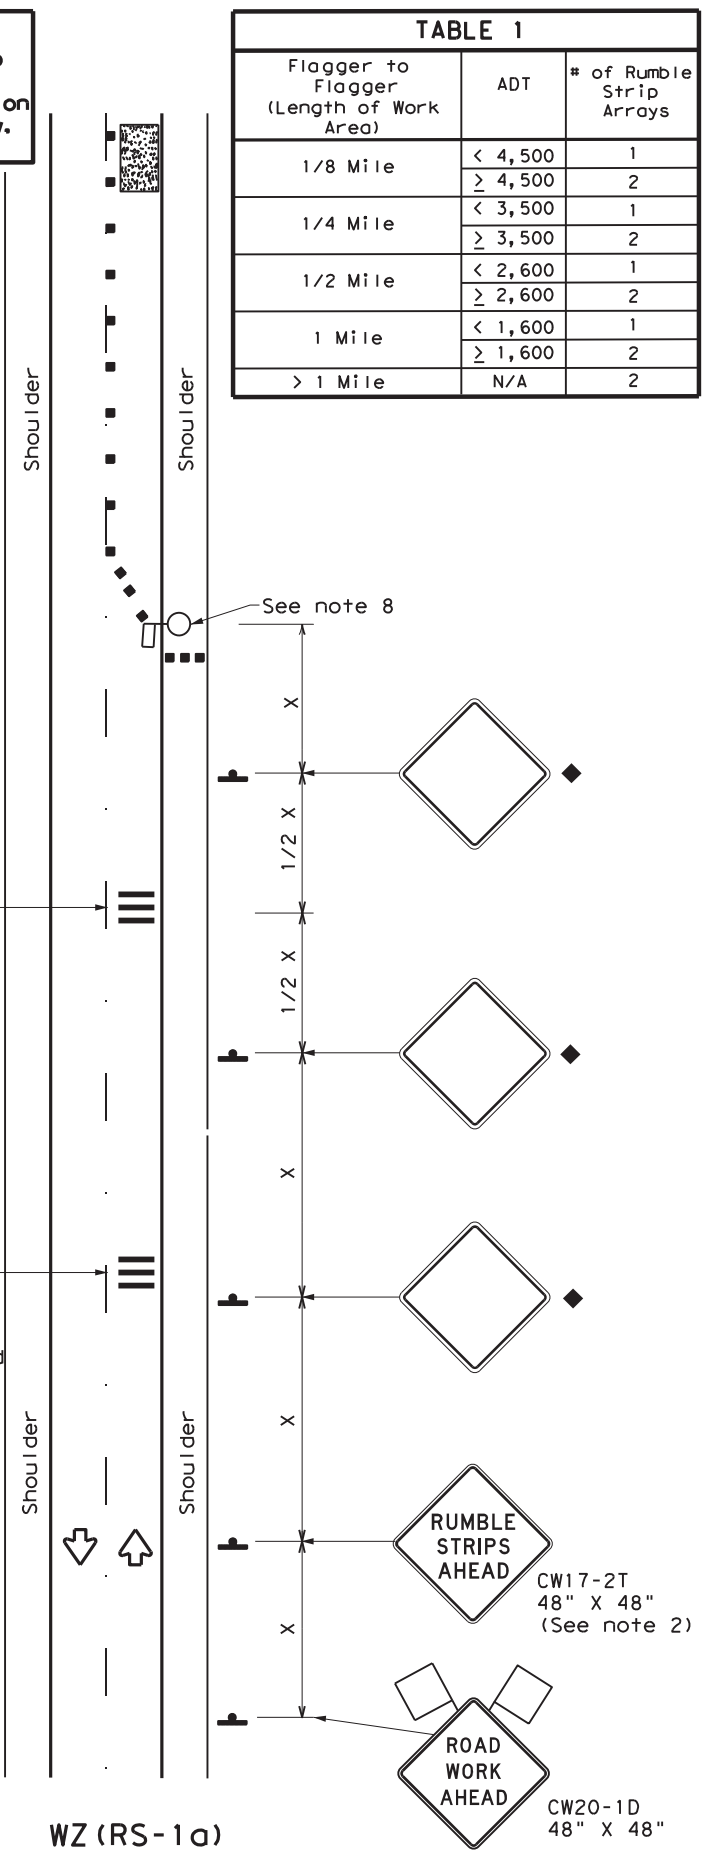 on
TABLE 1
Flagger to
Flagger
(Length of Work
Area)
ADT
# of Rumble
Strip
Arrays
1/8 Mile
< 4,500
1
≥ 4,500
2
1/4 Mile
< 3,500
1
≥ 3,500
2
1/2 Mile
< 2,600
1
≥ 2,600
2
1 Mile
< 1,600
1
≥ 1,600
2
> 1 Mile
N/A
2
Shoulder
Shoulder
See note 8
X
1/2 X
1/2 X
X
X
X
Shoulder
Shoulder
RUMBLE
STRIPS
AHEAD
CW17-2T
48" X 48"
(See note 2)
ROAD
WORK
AHEAD
CW20-1D
48" X 48"
WZ(RS-1a)